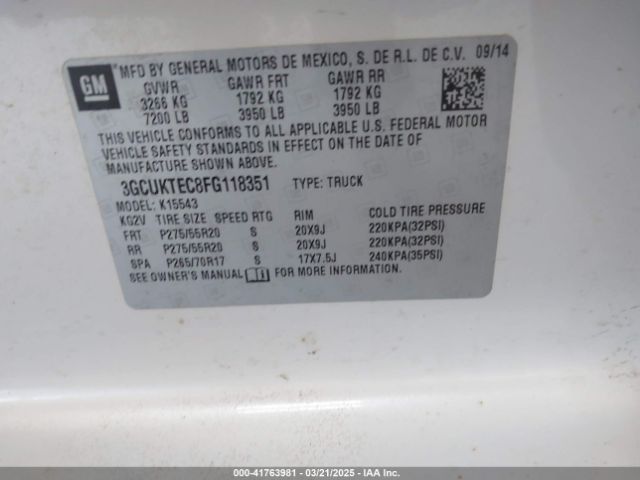 GM
MFD BY GENERAL MOTORS DE MEXICO, S. DE R.L. DE C.V. 09/14
GVWR GAWR FRT GAWR RR
3266 KG 1792 KG 1792 KG
7200 LB 3950 LB 3950 LB
THIS VEHICLE CONFORMS TO ALL APPLICABLE U.S. FEDERAL MOTOR
VEHICLE SAFETY STANDARDS IN EFFECT ON THE DATE OF
MANUFACTURE SHOWN ABOVE.
3GCUKTEC8FG118351 TYPE: TRUCK
MODEL: K15543
KG2V TIRE SIZE SPEED RTG RIM COLD TIRE PRESSURE
FRT P275/55R20 S 20X9J 220KPA(32PSI)
RR P275/55R20 S 20X9J 220KPA(32PSI)
SPA P265/70R17 S 17X7.5J 240KPA(35PSI)
SEE OWNER'S MANUAL FOR MORE INFORMATION.
000-41763981 - 03/21/2025 - IAA Inc.